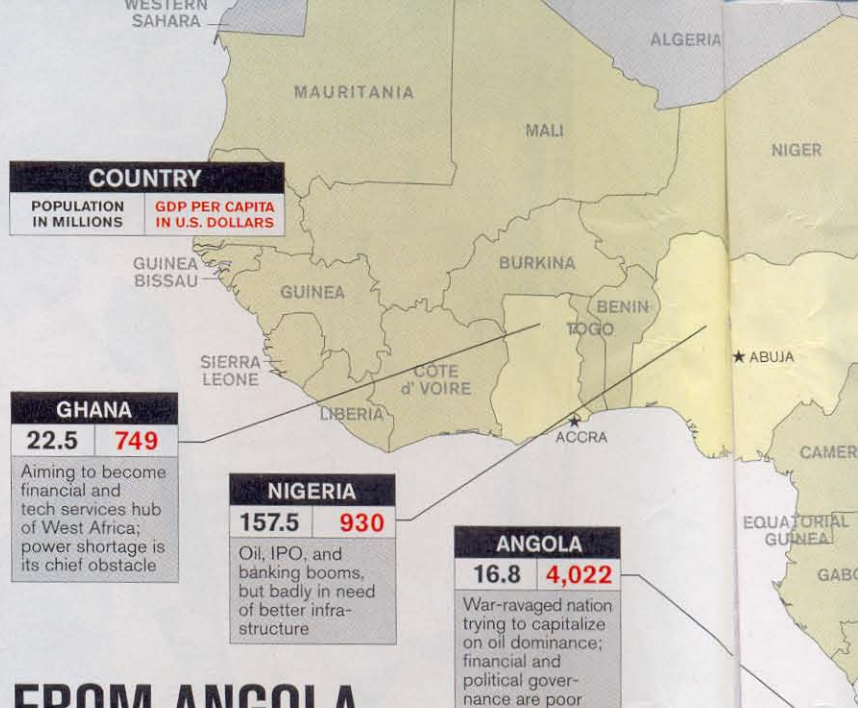 WESTERN
SAHARA
ALGERIA
MAURITANIA
MALI
NIGER
COUNTRY
POPULATION
IN MILLIONS
GDP PER CAPITA
IN U.S. DOLLARS
GUINEA
BISSAU
GUINEA
BURKINA
BENIN
TOGO
SIERRA
LEONE
LIBERIA
COTE
d' VOIRE
ACCRA
ABUJA
CAMER
EQUATORIAL
GUINEA
GABO
GHANA
22.5 749
Aiming to become
financial and
tech services hub
of West Africa;
power shortage is
its chief obstacle
NIGERIA
157.5 930
Oil, IPO, and
banking booms,
but badly in need
of better infra-
structure
ANGOLA
16.8 4,022
War-ravaged nation
trying to capitalize
on oil dominance;
financial and
political gover-
nance are poor
FROM ANGOLA